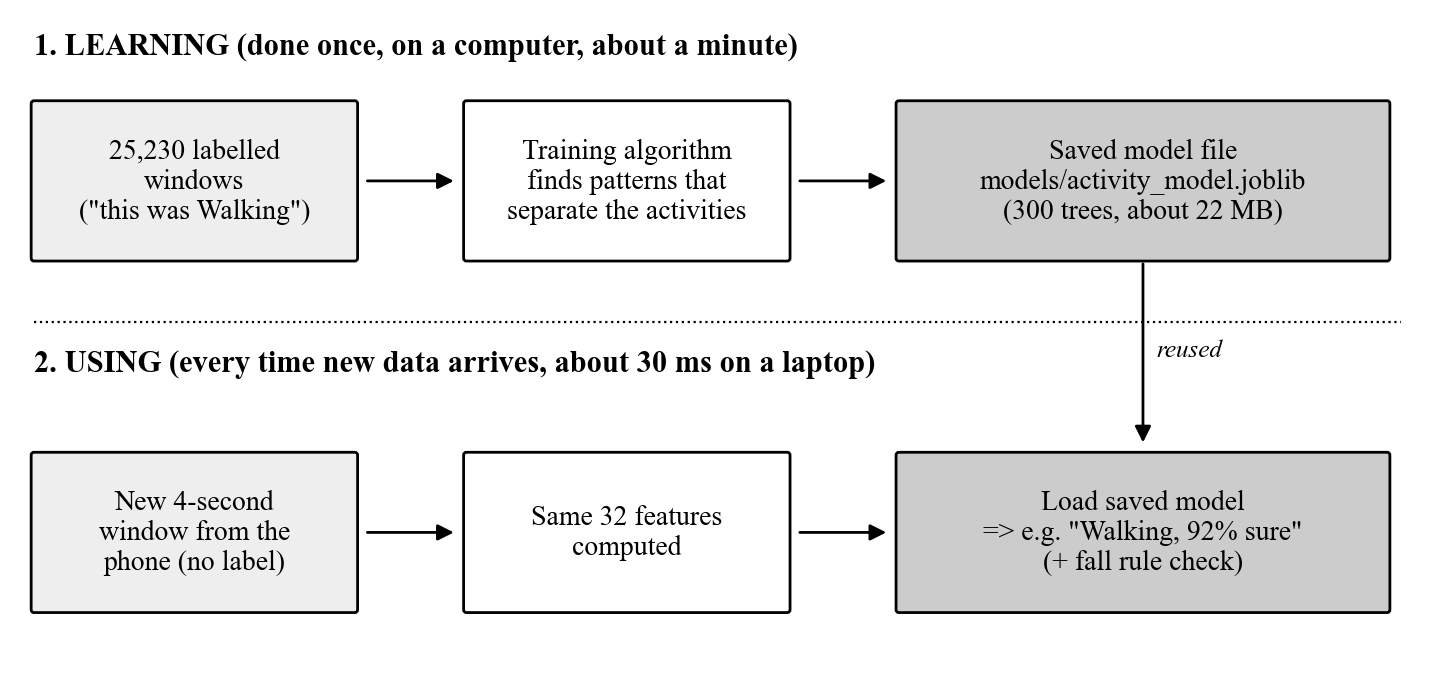 1. LEARNING (done once, on a computer, about a minute)
25,230 labelled
windows
("this was Walking")
Training algorithm
finds patterns that
separate the activities
Saved model file
models/activity_model.joblib
(300 trees, about 22 MB)
2. USING (every time new data arrives, about 30 ms on a laptop)
reused
New 4-second
window from the
phone (no label)
Same 32 features
computed
Load saved model
=> e.g. "Walking, 92% sure"
(+ fall rule check)